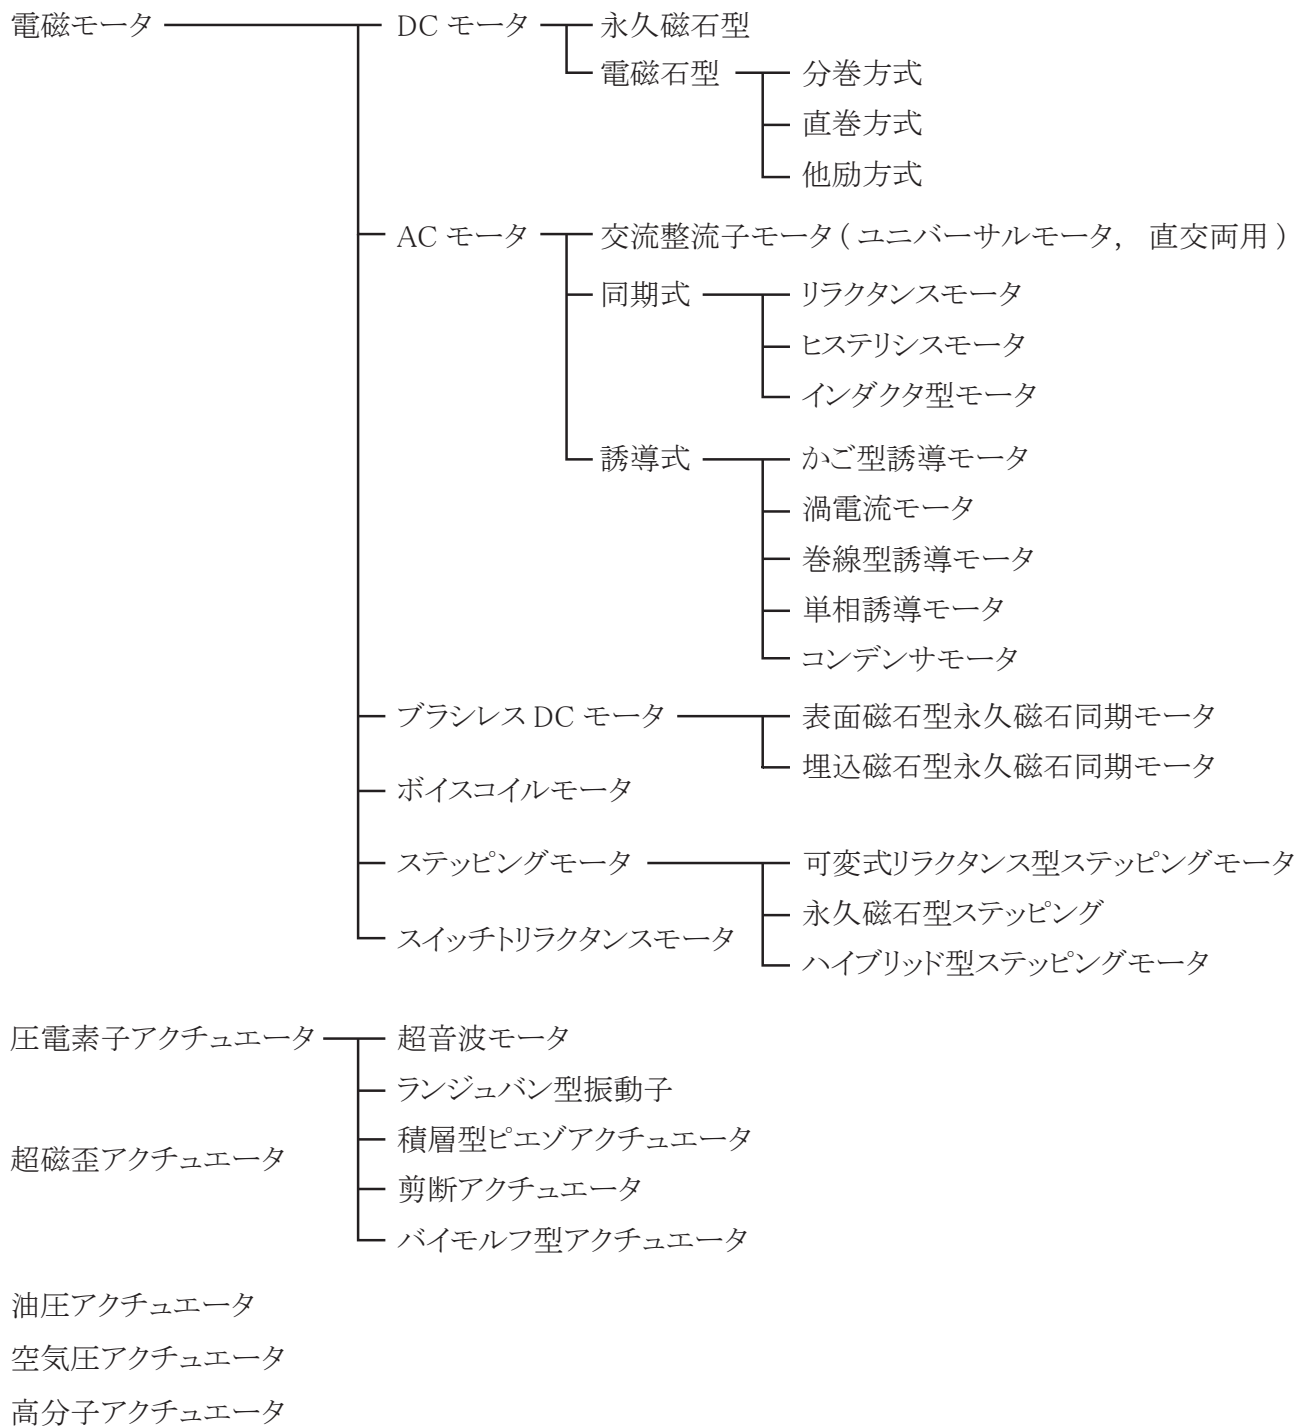 電磁モータ DC モータ 永久磁石型
電磁石型 分巻方式
直巻方式
他励方式
AC モータ 交流整流子モータ ( ユニバーサルモータ, 直交両用 )
同期式 リラクタンスモータ
ヒステリシスモータ
インダクタ型モータ
誘導式 かご型誘導モータ
渦電流モータ
巻線型誘導モータ
単相誘導モータ
コンデンサモータ
ブラシレス DC モータ 表面磁石型永久磁石同期モータ
埋込磁石型永久磁石同期モータ
ボイスコイルモータ
ステッピングモータ 可変式リラクタンス型ステッピングモータ
永久磁石型ステッピング
スイッチトリラクタンスモータ
ハイブリッド型ステッピングモータ
圧電素子アクチュエータ 超音波モータ
ランジュバン型振動子
積層型ピエゾアクチュエータ
超磁歪アクチュエータ
剪断アクチュエータ
バイモルフ型アクチュエータ
油圧アクチュエータ
空気圧アクチュエータ
高分子アクチュエータ